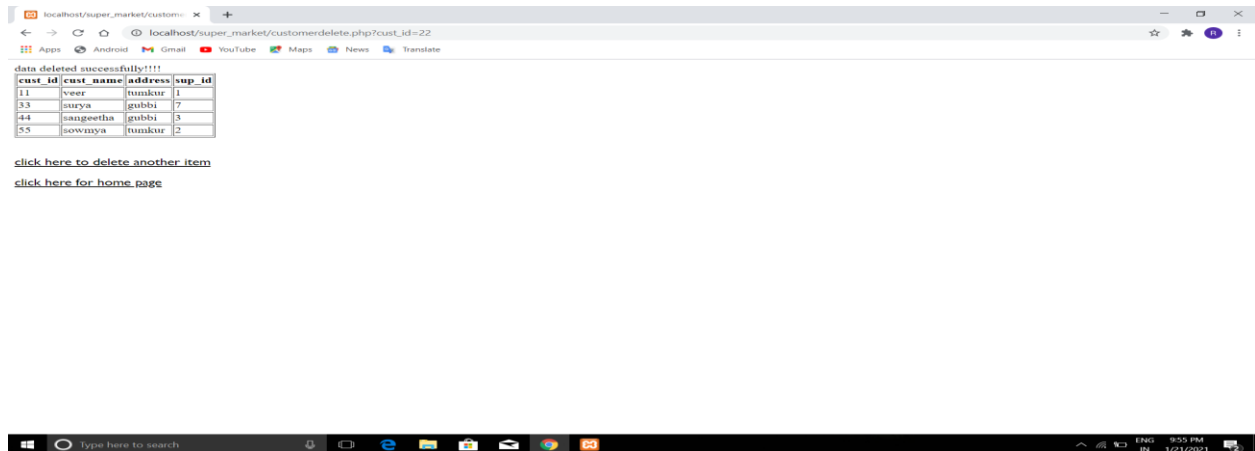 localhost/super_market/custome
localhost/super_market/customerdelete.php?cust_id=22
R
Apps Android Gmail YouTube Maps News Translate
data deleted successfully!!!!
cust_id cust_name address sup_id
11 veer tumkur 1
33 surya gubbi 7
44 sangeetha gubbi 3
55 sowmya tumkur 2
click here to delete another item
click here for home page
Type here to search
ENG 9:55 PM
IN 1/21/2021
2